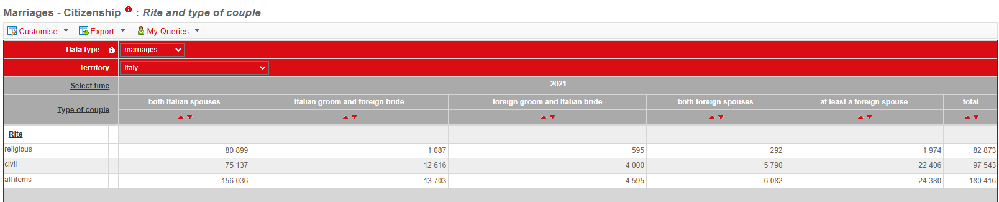 Marriages - Citizenship : Rite and type of couple
Customise Export My Queries
Data type marriages
Territory Italy
Select time 2021
Type of couple both Italian spouses Italian groom and foreign bride foreign groom and Italian bride both foreign spouses at least a foreign spouse total
Rite
religious 80 899 1 087 595 292 1 974 82 873
civil 75 137 12 616 4 000 5 790 22 406 97 543
all items 156 036 13 703 4 595 6 082 24 380 180 416